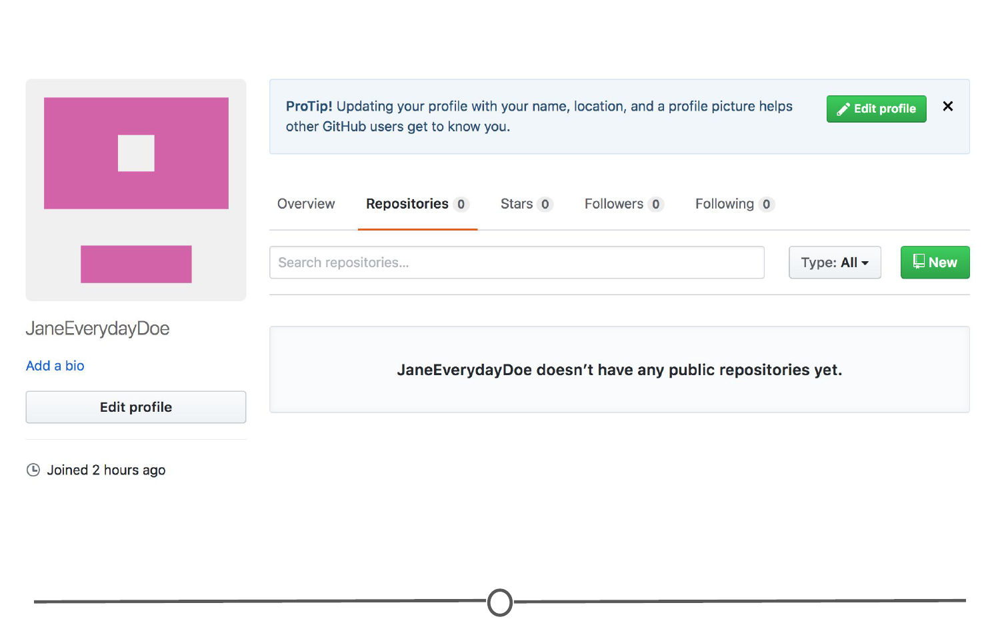 ProTip! Updating your profile with your name, location, and a profile picture helps
other GitHub users get to know you.
Edit profile
Overview Repositories 0 Stars 0 Followers 0 Following 0
Search repositories... Type: All New
JaneEverydayDoe
Add a bio
Edit profile
Joined 2 hours ago
JaneEverydayDoe doesn’t have any public repositories yet.